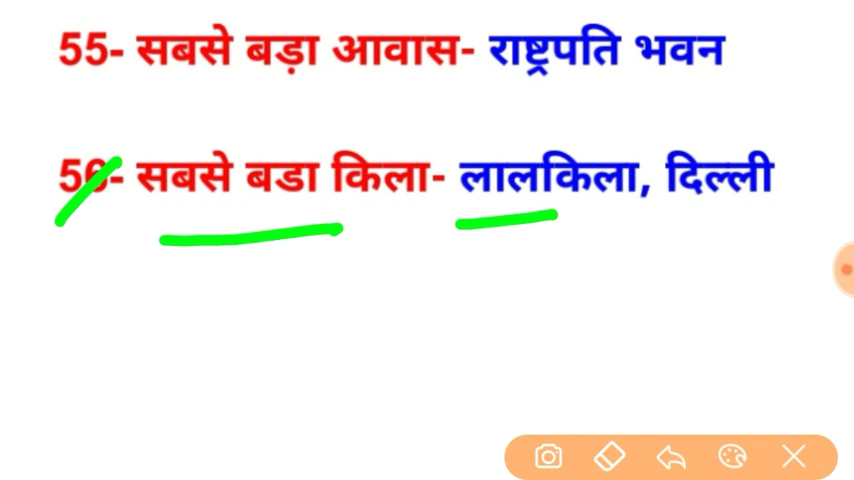 55- सबसे बड़ा आवास- राष्ट्रपति भवन
56- सबसे बडा किला- लालकिला, दिल्ली